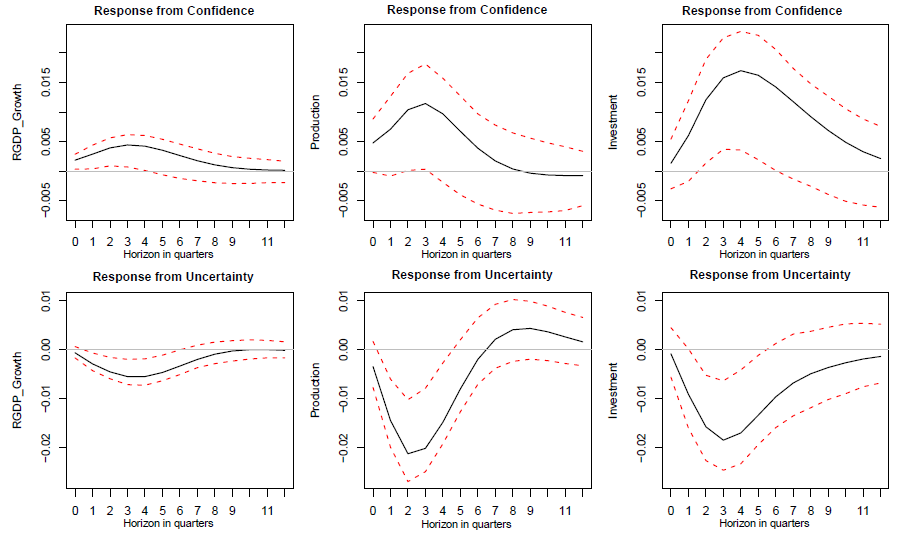 Response from Confidence
RGDP_Growth
-0.005 0.005 0.015
0 1 2 3 4 5 6 7 8 9 11
Horizon in quarters
Response from Confidence
Production
-0.005 0.005 0.015
0 1 2 3 4 5 6 7 8 9 11
Horizon in quarters
Response from Confidence
Investment
-0.005 0.005 0.015
0 1 2 3 4 5 6 7 8 9 11
Horizon in quarters
Response from Uncertainty
RGDP_Growth
-0.02 -0.01 0.00 0.01
0 1 2 3 4 5 6 7 8 9 11
Horizon in quarters
Response from Uncertainty
Production
-0.02 -0.01 0.00 0.01
0 1 2 3 4 5 6 7 8 9 11
Horizon in quarters
Response from Uncertainty
Investment
-0.02 -0.01 0.00 0.01
0 1 2 3 4 5 6 7 8 9 11
Horizon in quarters